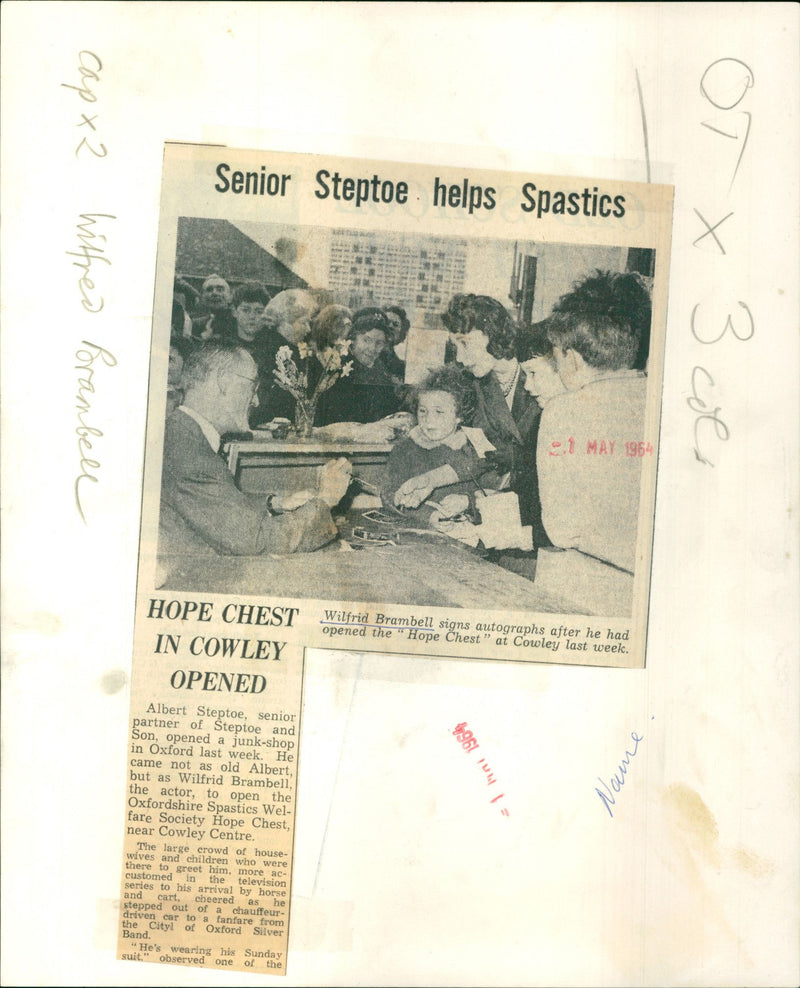 Cap x 2 Wilfred Brambell
OT x 3 cols
Senior Steptoe helps Spastics
1 MAY 1964
Wilfrid Brambell signs autographs after he had
opened the "Hope Chest" at Cowley last week.
HOPE CHEST
IN COWLEY
OPENED
Albert Steptoe, senior
partner of Steptoe and
Son, opened a junk-shop
in Oxford last week. He
came not as old Albert,
but as Wilfrid Brambell,
the actor, to open the
Oxfordshire Spastics Wel-
fare Society Hope Chest,
near Cowley Centre.
The large crowd of house-
wives and children who were
there to greet him, more ac-
customed in the television
series to his arrival by horse
and cart, cheered as he
stepped out of a chauffeur-
driven car to a fanfare from
the Cityl of Oxford Silver
Band.
"He's wearing his Sunday
suit," observed one of the
1964
Name.